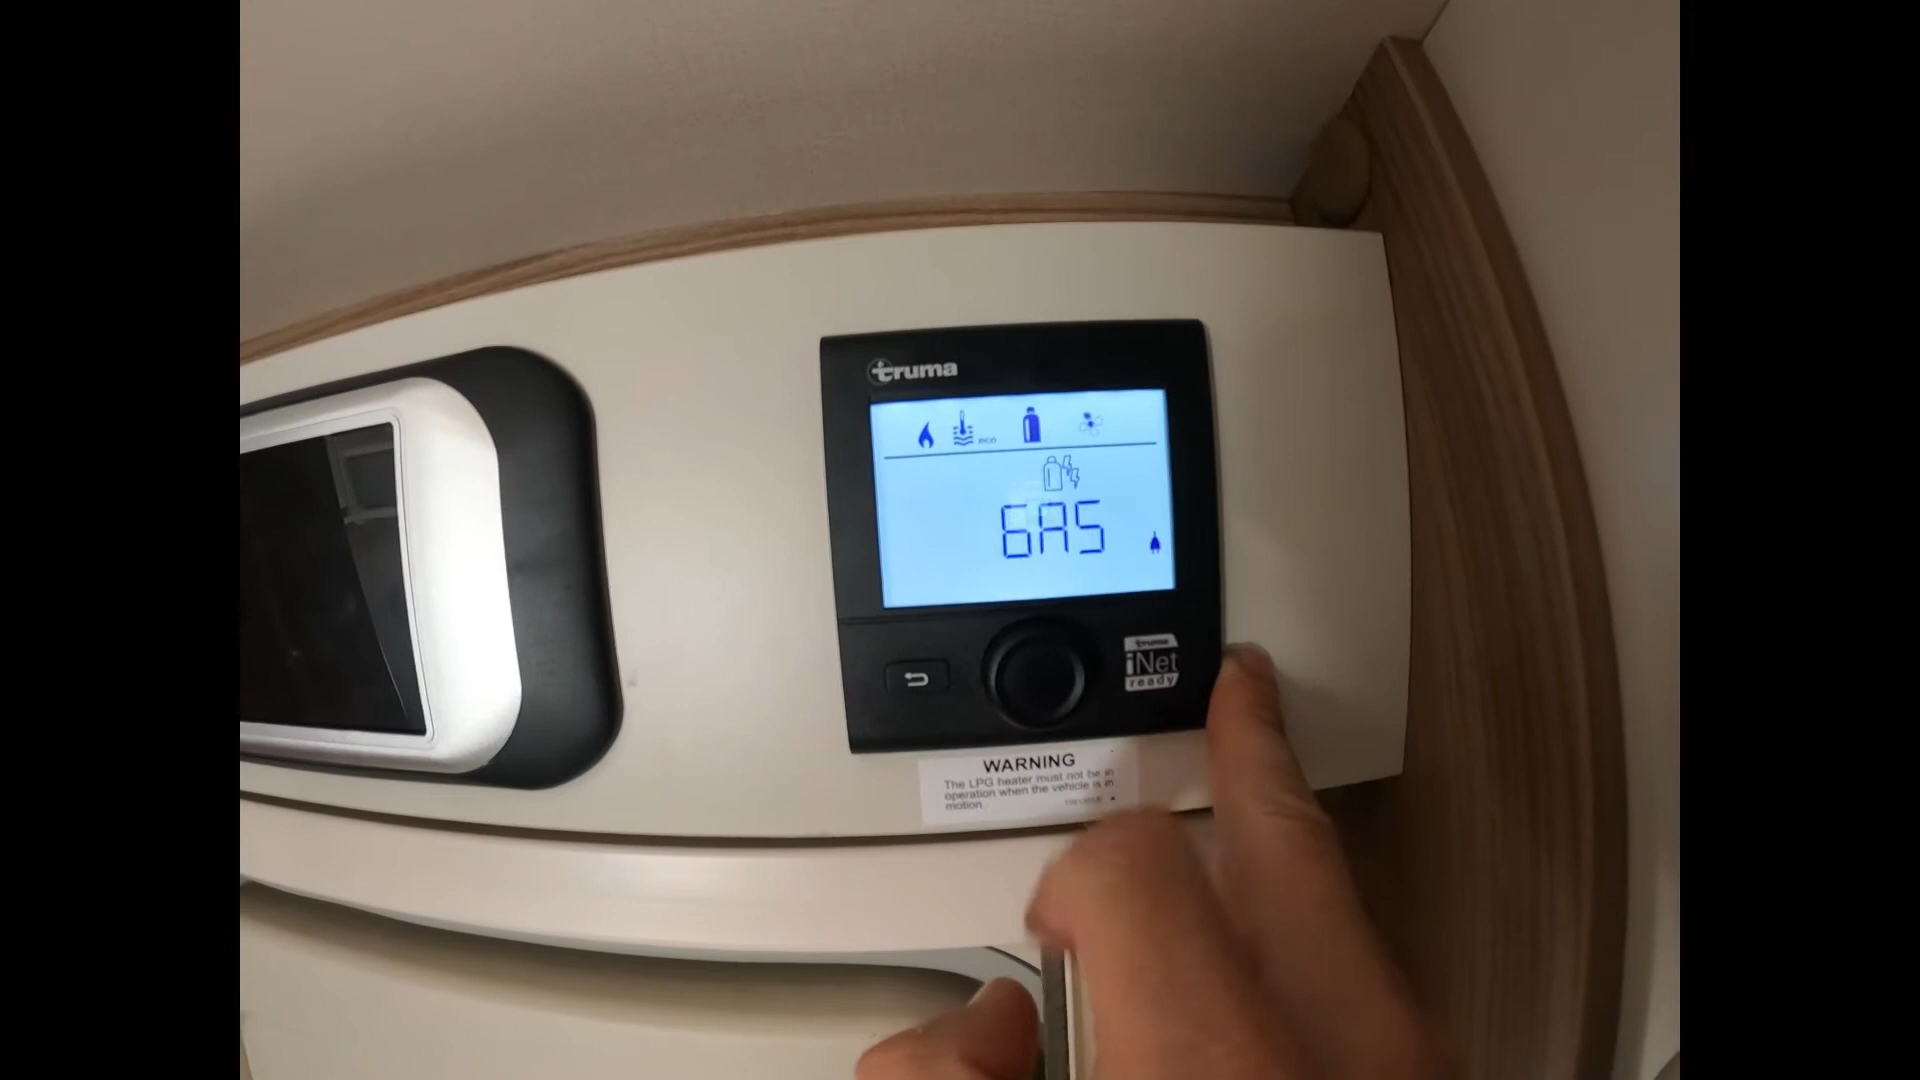 truma
eco
GAS
truma
iNet
ready
WARNING
The LPG heater must not be in
operation when the vehicle is in
motion